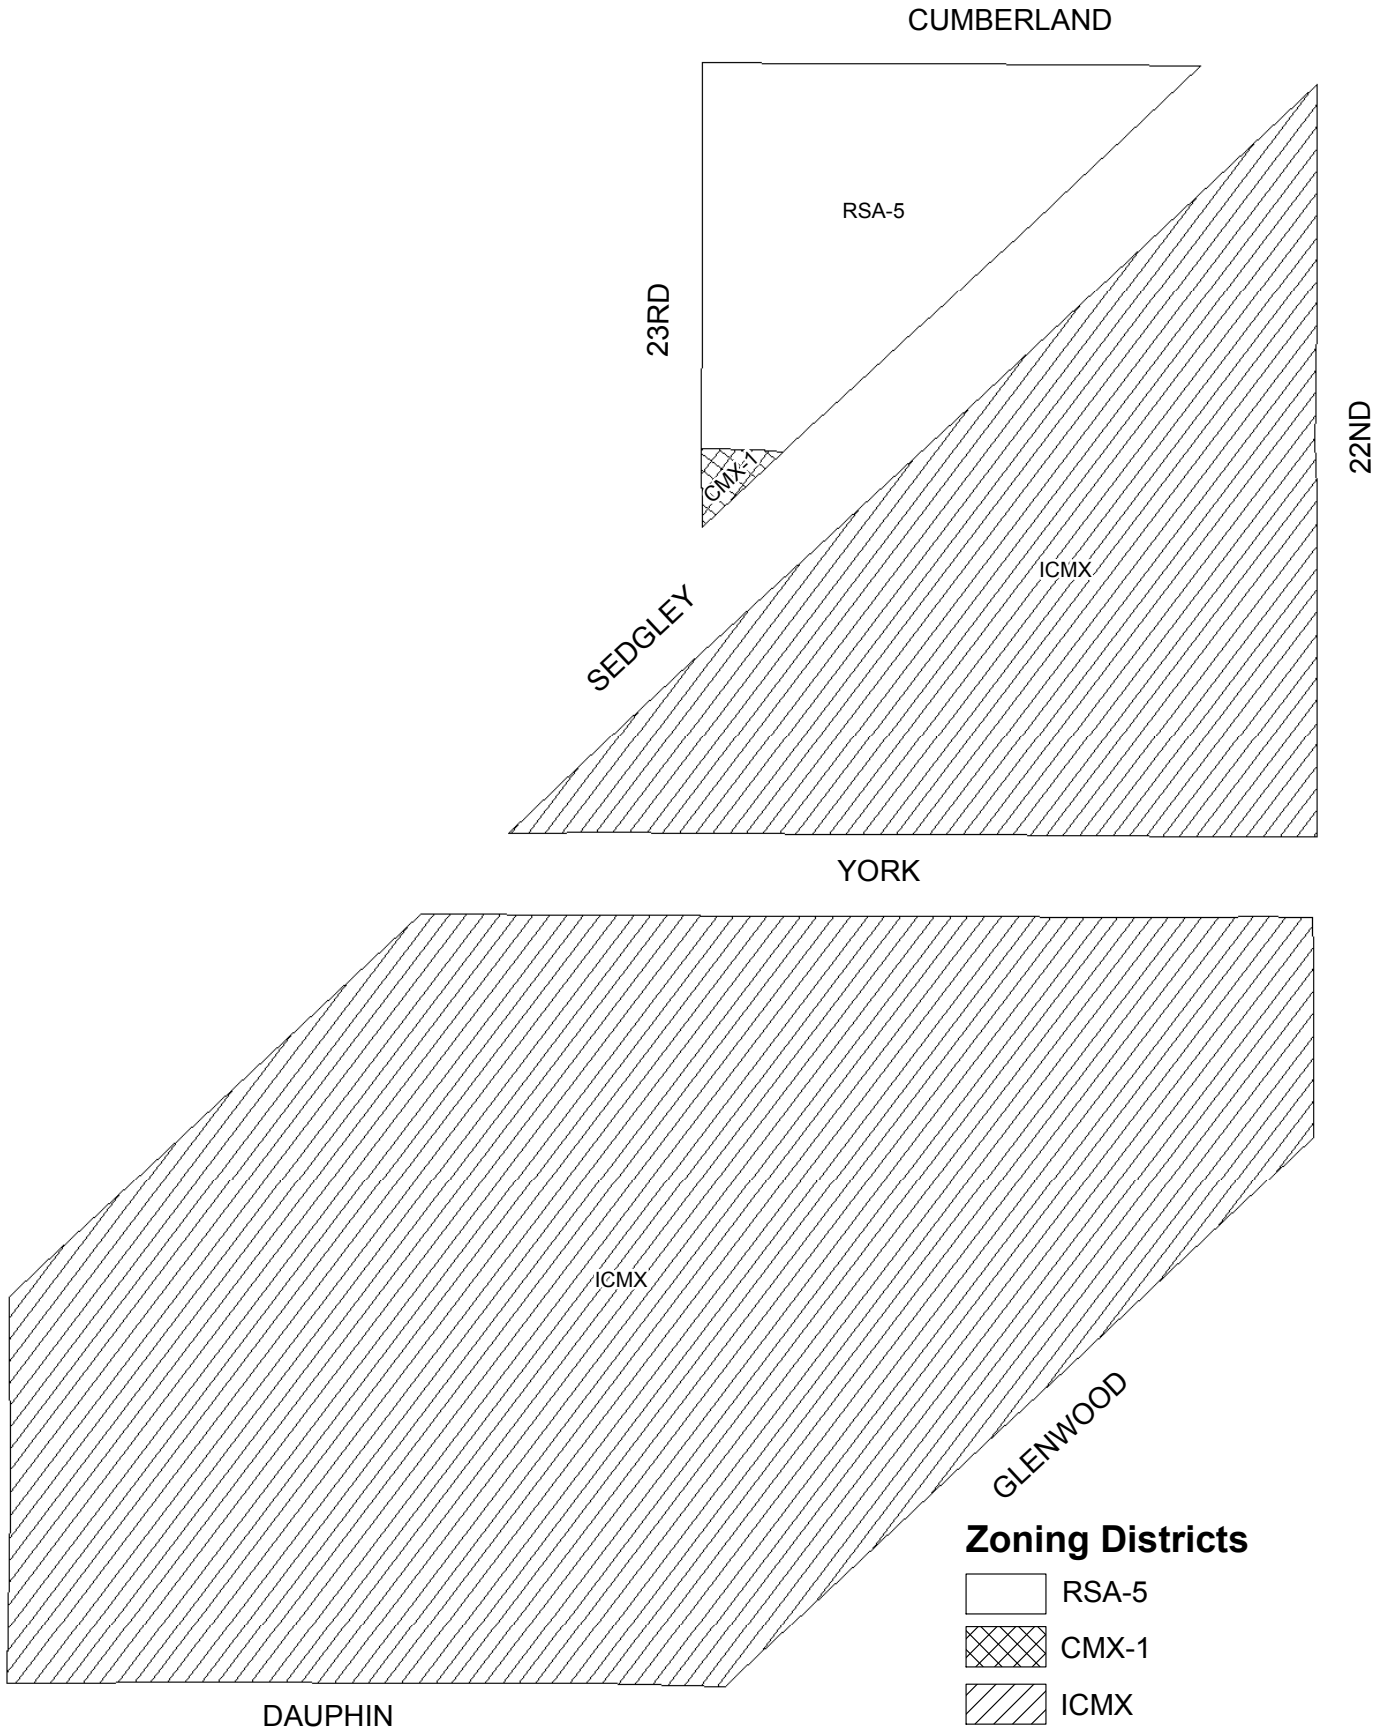 CUMBERLAND
RSA-5
23RD
22ND
CMX-1
ICMX
SEDGLEY
YORK
ICMX
GLENWOOD
Zoning Districts
RSA-5
CMX-1
ICMX
DAUPHIN